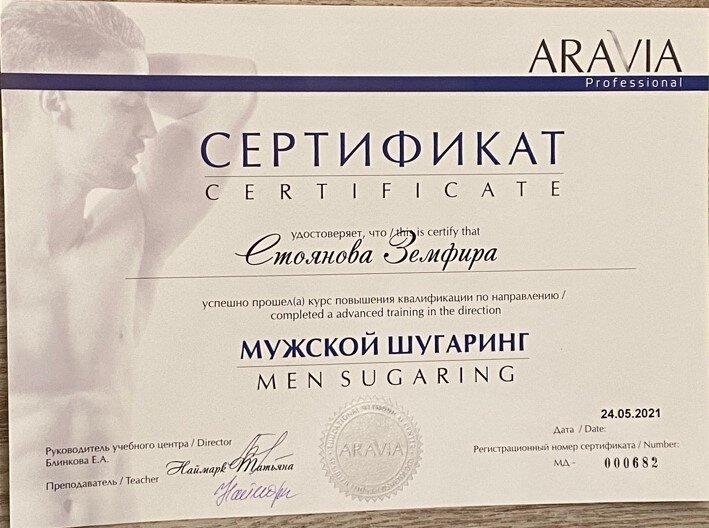 ARAVIA
Professional
СЕРТИФИКАТ
CERTIFICATE
удостоверяет, что / this is certify that
Стоянова Земфира
успешно прошел(а) курс повышения квалификации по направлению /
completed a advanced training in the direction
МУЖСКОЙ ШУГАРИНГ
MEN SUGARING
24.05.2021
Дата / Date:
Регистрационный номер сертификата / Number:
МД- 000682
Руководитель учебного центра / Director
Блинкова Е.А.
Наймарк Татьяна
Преподаватель / Teacher
ARAVIA